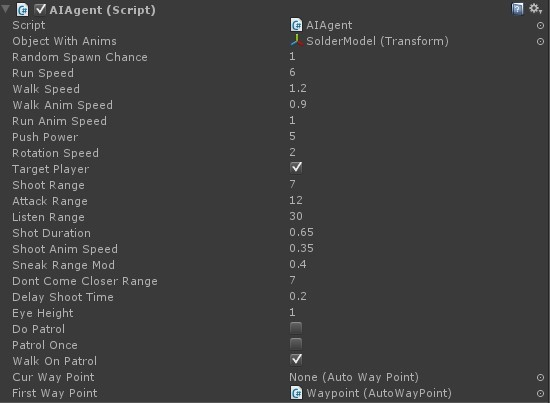 AIAgent (Script)
Script AIAgent
Object With Anims SolderModel (Transform)
Random Spawn Chance 1
Run Speed 6
Walk Speed 1.2
Walk Anim Speed 0.9
Run Anim Speed 1
Push Power 5
Rotation Speed 2
Target Player
Shoot Range 7
Attack Range 12
Listen Range 30
Shot Duration 0.65
Shoot Anim Speed 0.35
Sneak Range Mod 0.4
Dont Come Closer Range 7
Delay Shoot Time 0.2
Eye Height 1
Do Patrol
Patrol Once
Walk On Patrol
Cur Way Point None (Auto Way Point)
First Way Point Waypoint (AutoWayPoint)